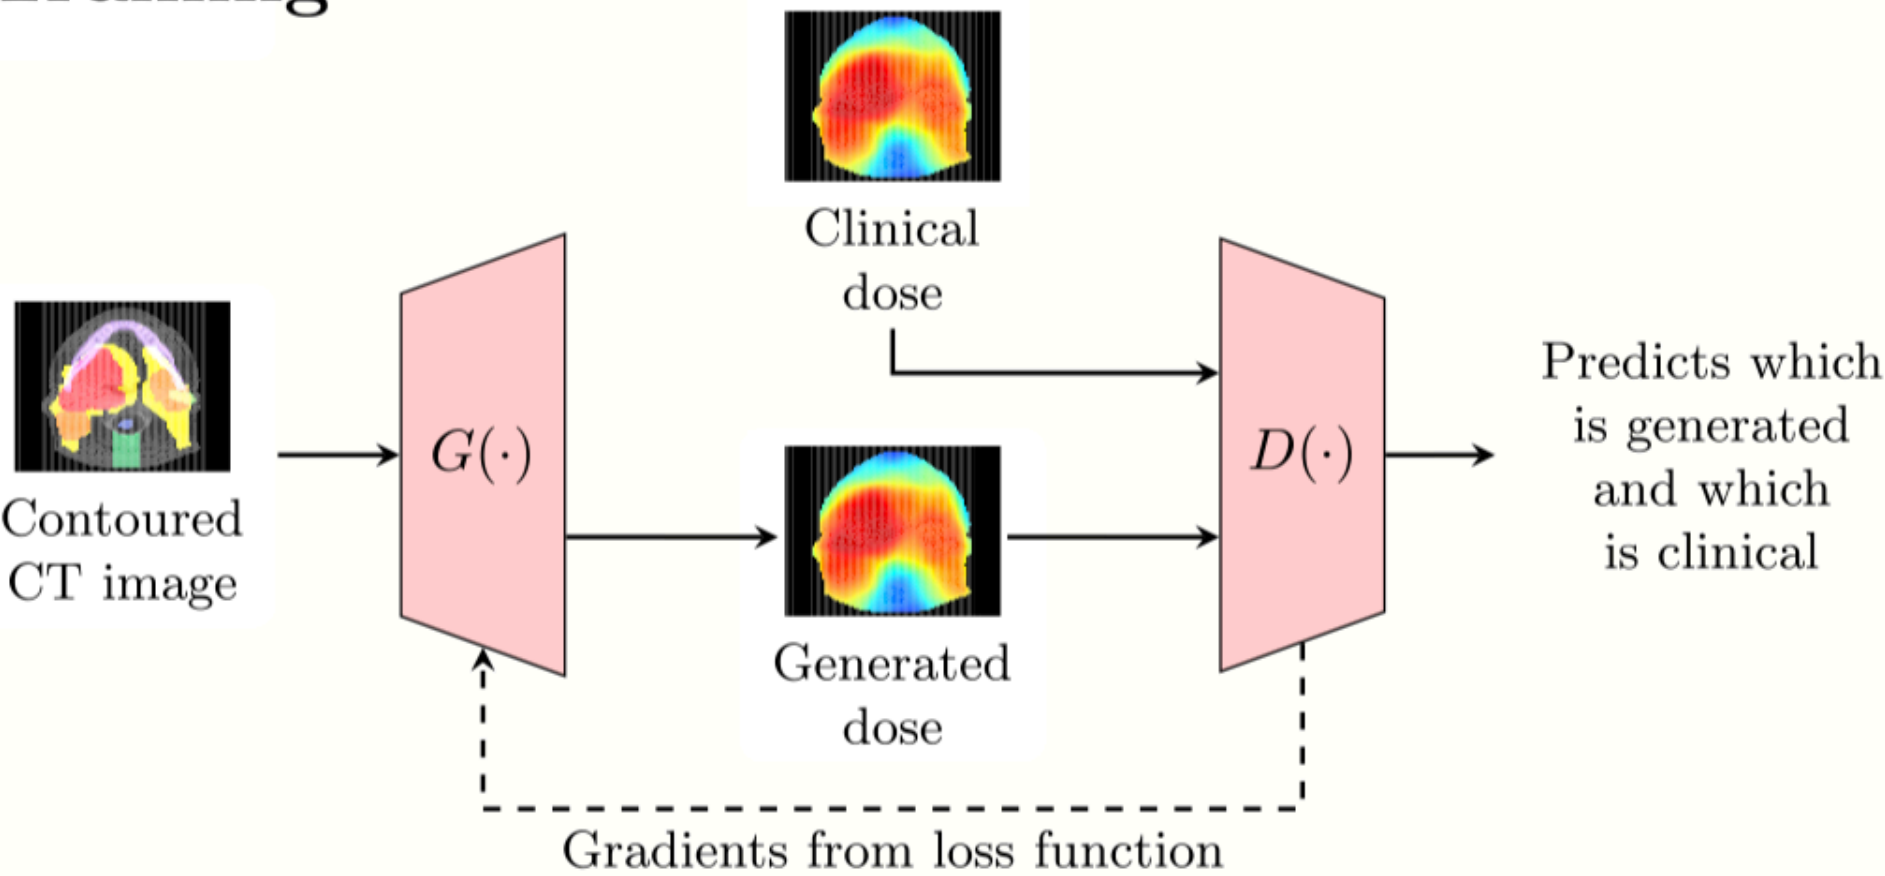 Clinical
dose
Contoured
CT image
G(·)
Generated
dose
D(·)
Predicts which
is generated
and which
is clinical
Gradients from loss function